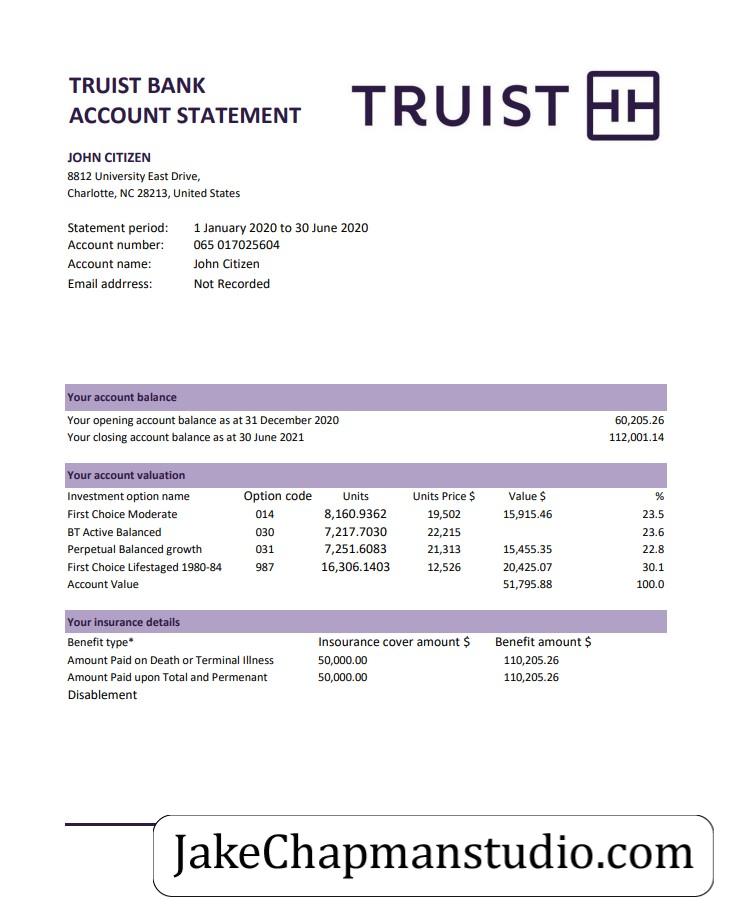 TRUIST BANK
ACCOUNT STATEMENT
TRUIST
JOHN CITIZEN
8812 University East Drive,
Charlotte, NC 28213, United States
Statement period: 1 January 2020 to 30 June 2020
Account number: 065 017025604
Account name: John Citizen
Email addrress: Not Recorded
Your account balance
Your opening account balance as at 31 December 2020 60,205.26
Your closing account balance as at 30 June 2021 112,001.14
Your account valuation
Investment option name Option code Units Units Price $ Value $ %
First Choice Moderate 014 8,160.9362 19,502 15,915.46 23.5
BT Active Balanced 030 7,217.7030 22,215 23.6
Perpetual Balanced growth 031 7,251.6083 21,313 15,455.35 22.8
First Choice Lifestaged 1980-84 987 16,306.1403 12,526 20,425.07 30.1
Account Value 51,795.88 100.0
Your insurance details
Benefit type* Insourance cover amount $ Benefit amount $
Amount Paid on Death or Terminal Illness 50,000.00 110,205.26
Amount Paid upon Total and Permenant 50,000.00 110,205.26
Disablement
JakeChapmanstudio.com